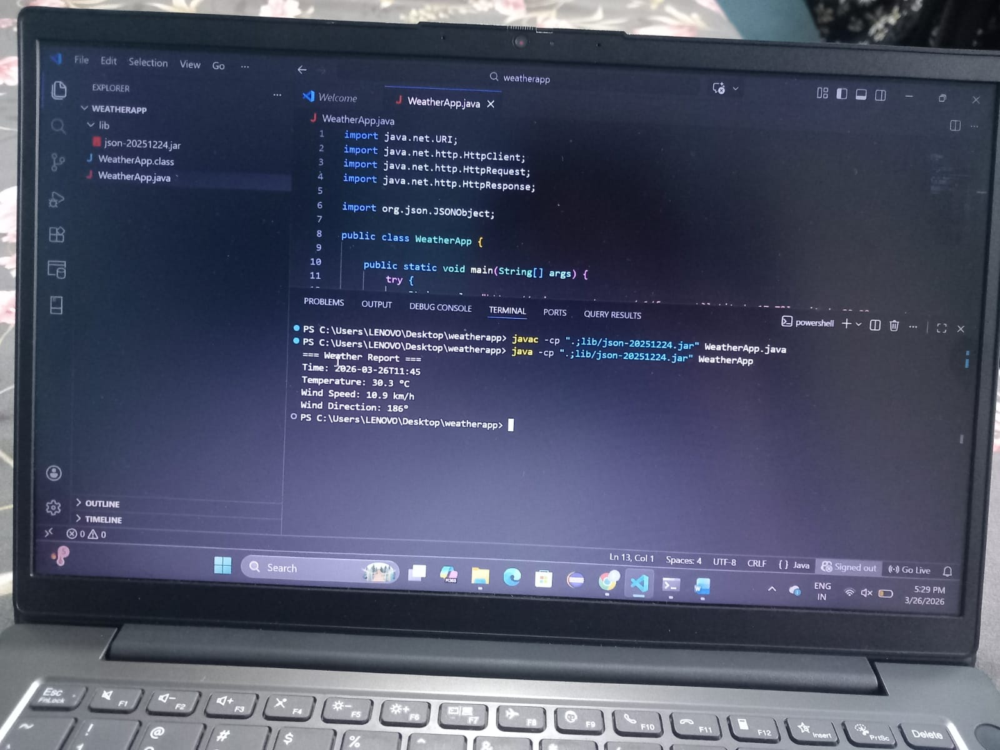 File Edit Selection View Go ...
weatherapp
EXPLORER
...
WEATHERAPP
lib
json-20251224.jar
WeatherApp.class
WeatherApp.java
Welcome
WeatherApp.java
WeatherApp.java
1 import java.net.URI;
2 import java.net.http.HttpClient;
3 import java.net.http.HttpRequest;
4 import java.net.http.HttpResponse;
5
6 import org.json.JSONObject;
7
8 public class WeatherApp {
9
10 public static void main(String[] args) {
11 try {
PROBLEMS OUTPUT DEBUG CONSOLE TERMINAL PORTS QUERY RESULTS
powershell
PS C:\Users\LENOVO\Desktop\weatherapp> javac -cp ".;lib/json-20251224.jar" WeatherApp.java
PS C:\Users\LENOVO\Desktop\weatherapp> java -cp ".;lib/json-20251224.jar" WeatherApp
=== Weather Report ===
Time: 2026-03-26T11:45
Temperature: 30.3 °C
Wind Speed: 10.9 km/h
Wind Direction: 186°
PS C:\Users\LENOVO\Desktop\weatherapp>
OUTLINE
TIMELINE
0 0
Ln 13, Col 1 Spaces: 4 UTF-8 CRLF { } Java Signed out Go Live
5
Search
M365
W
ENG
IN
5:29 PM
3/26/2026
Esc
FnLock
F1 F2 F3 F4 F5 F6 F7 F8 F9 F10 F11 F12 Insert PrtSc Delete
~ ! @ # $ % ^ &